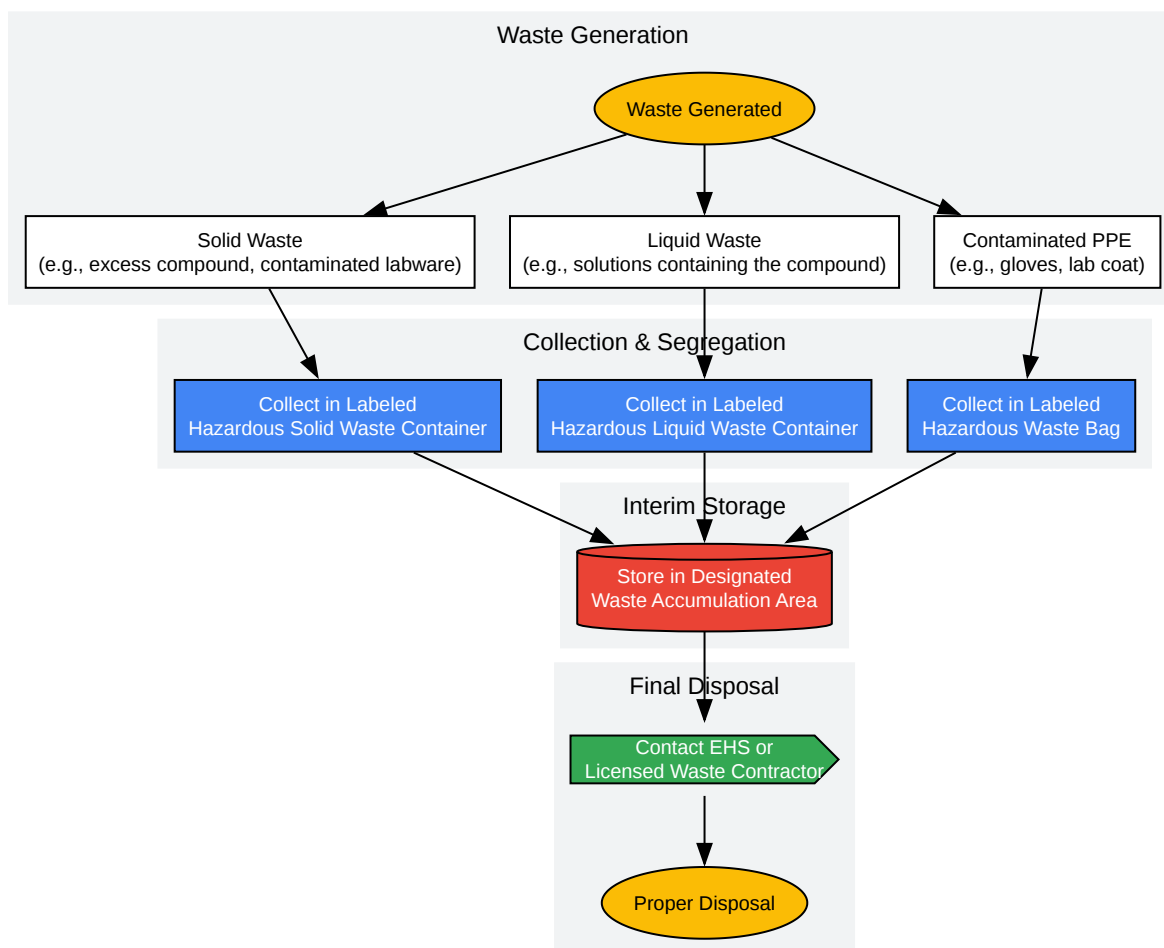 Waste Generation
Waste Generated
Solid Waste
(e.g., excess compound, contaminated labware)
Liquid Waste
(e.g., solutions containing the compound)
Contaminated PPE
(e.g., gloves, lab coat)
Collection & Segregation
Collect in Labeled
Hazardous Solid Waste Container
Collect in Labeled
Hazardous Liquid Waste Container
Collect in Labeled
Hazardous Waste Bag
Interim Storage
Store in Designated
Waste Accumulation Area
Final Disposal
Contact EHS or
Licensed Waste Contractor
Proper Disposal